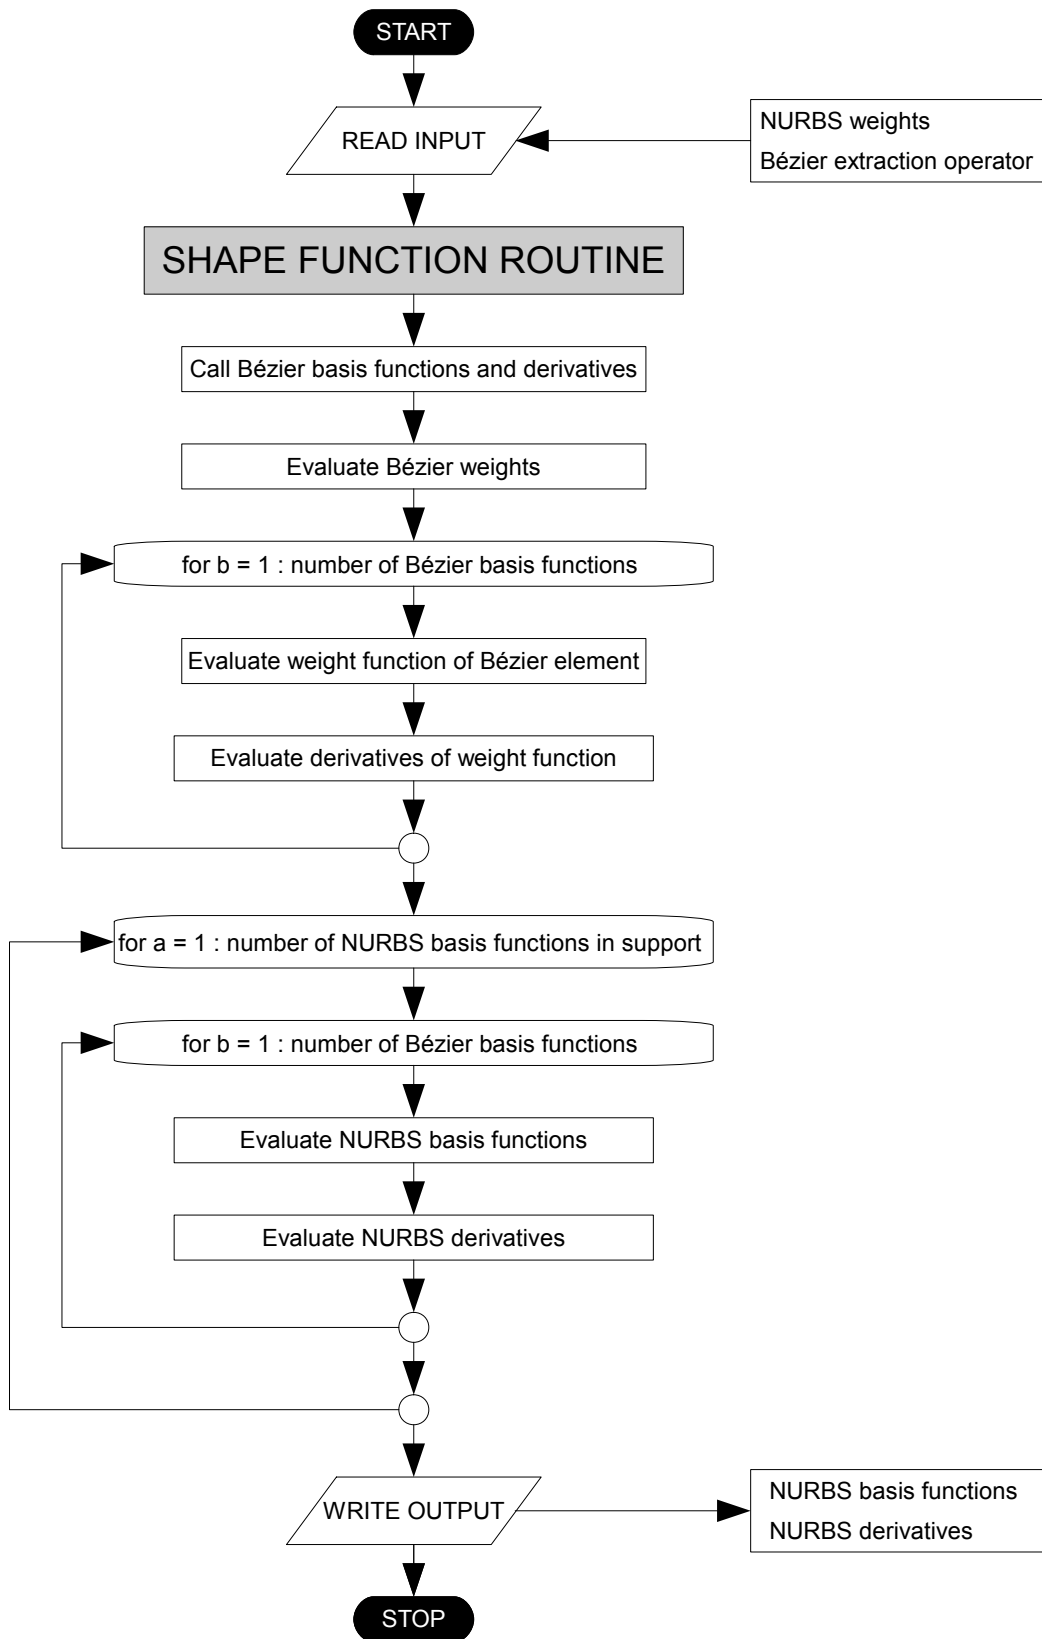 START
READ INPUT
NURBS weights
Bézier extraction operator
SHAPE FUNCTION ROUTINE
Call Bézier basis functions and derivatives
Evaluate Bézier weights
for b = 1 : number of Bézier basis functions
Evaluate weight function of Bézier element
Evaluate derivatives of weight function
for a = 1 : number of NURBS basis functions in support
for b = 1 : number of Bézier basis functions
Evaluate NURBS basis functions
Evaluate NURBS derivatives
WRITE OUTPUT
NURBS basis functions
NURBS derivatives
STOP